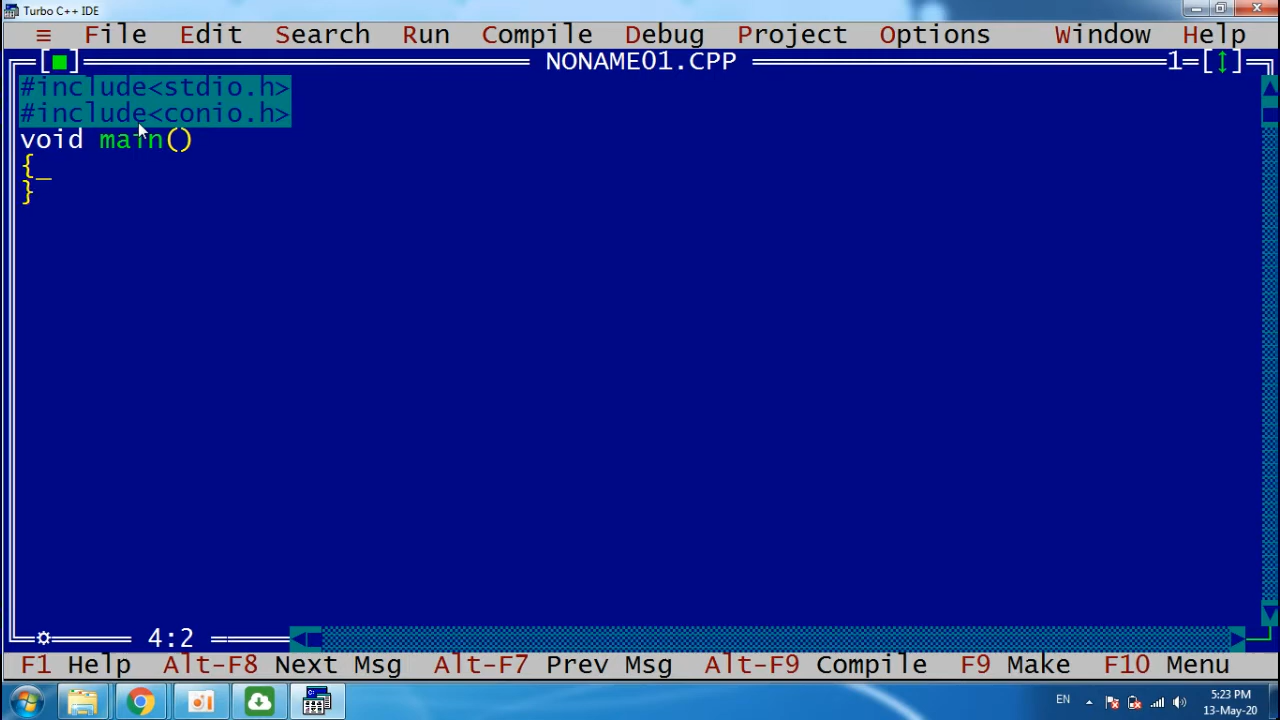 Turbo C++ IDE
≡ File Edit Search Run Compile Debug Project Options Window Help
[■] NONAME01.CPP 1=[↕]
#include<stdio.h>
#include<conio.h>
void main()
{_
}
4:2
F1 Help Alt-F8 Next Msg Alt-F7 Prev Msg Alt-F9 Compile F9 Make F10 Menu
EN
5:23 PM
13-May-20